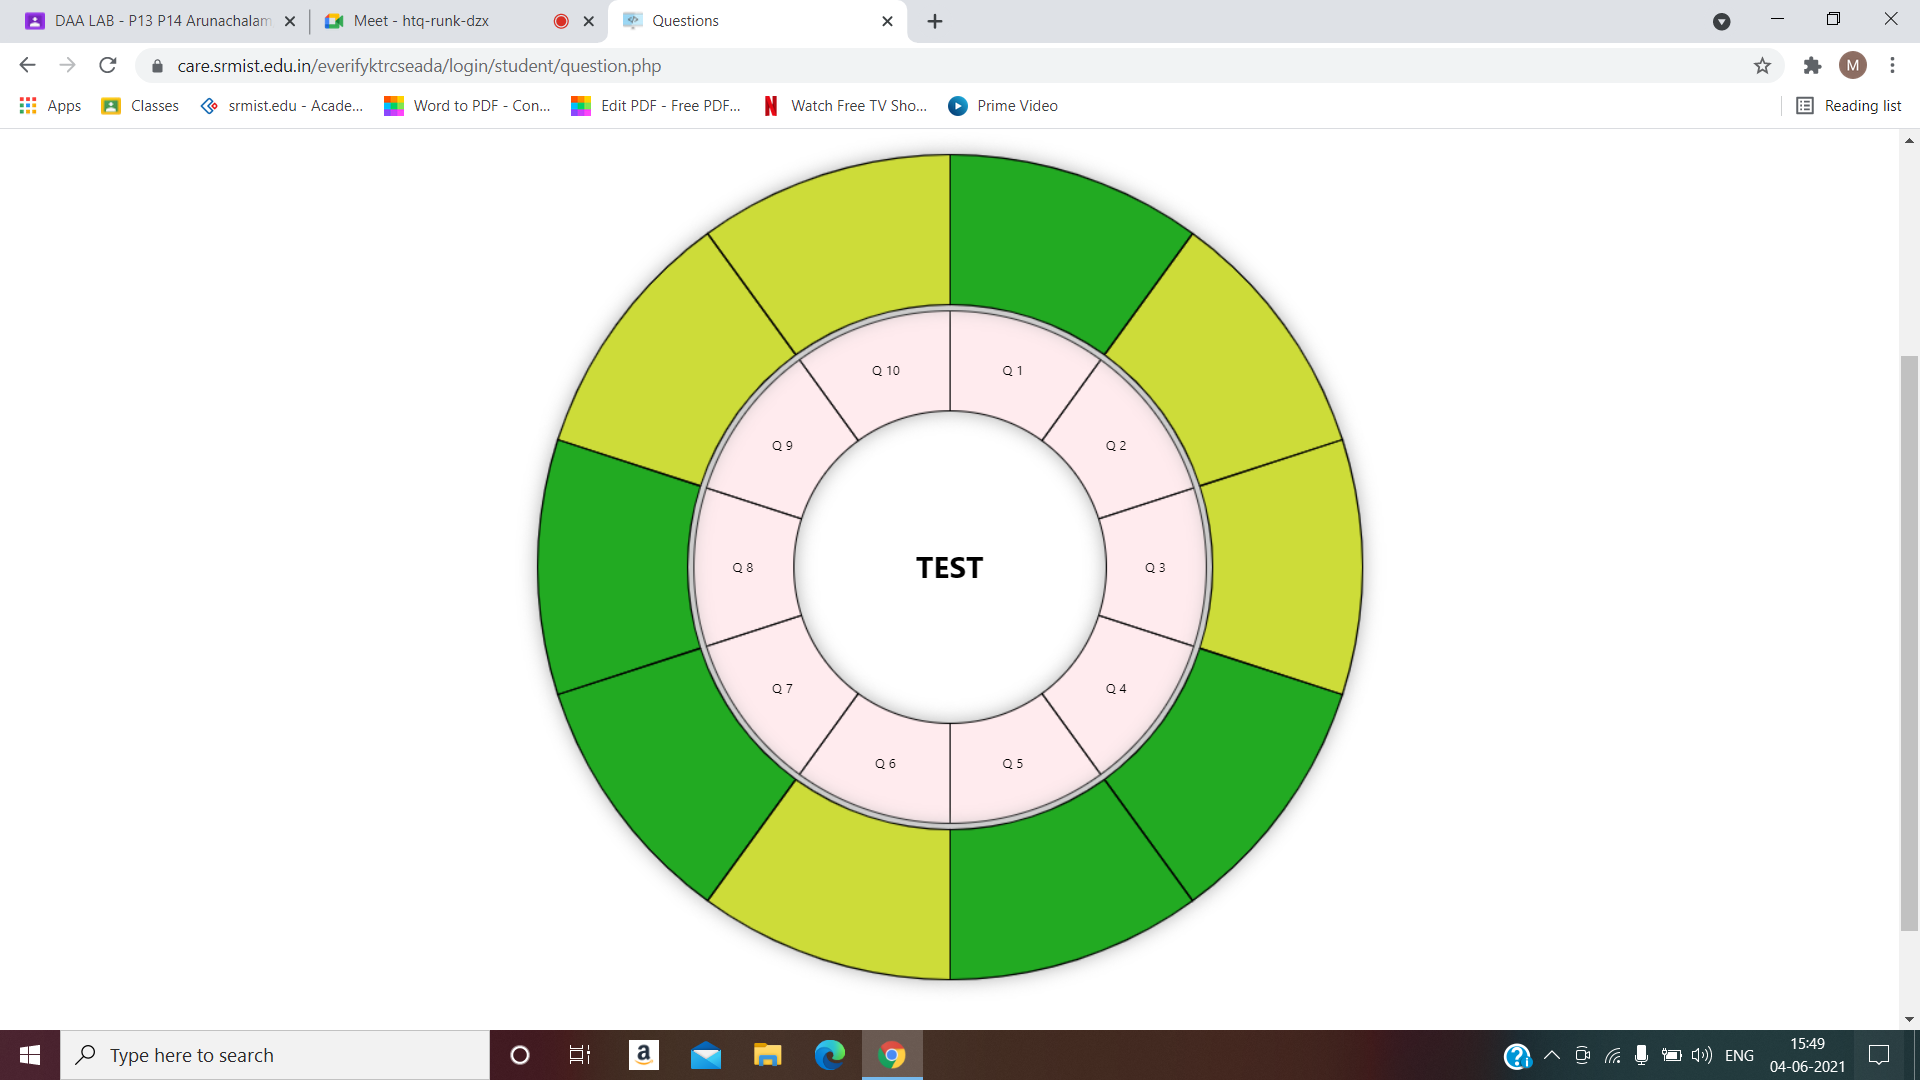 DAA LAB - P13 P14 Arunachalam
Meet - htq-runk-dzx
Questions
care.srmist.edu.in/everifyktrcseada/login/student/question.php
M
Apps
Classes
srmist.edu - Acade...
Word to PDF - Con...
Edit PDF - Free PDF...
N
Watch Free TV Sho...
Prime Video
Reading list
Q 10
Q 1
Q 9
Q 2
Q 8
TEST
Q 3
Q 7
Q 4
Q 6
Q 5
Type here to search
a
?
ENG
15:49
04-06-2021